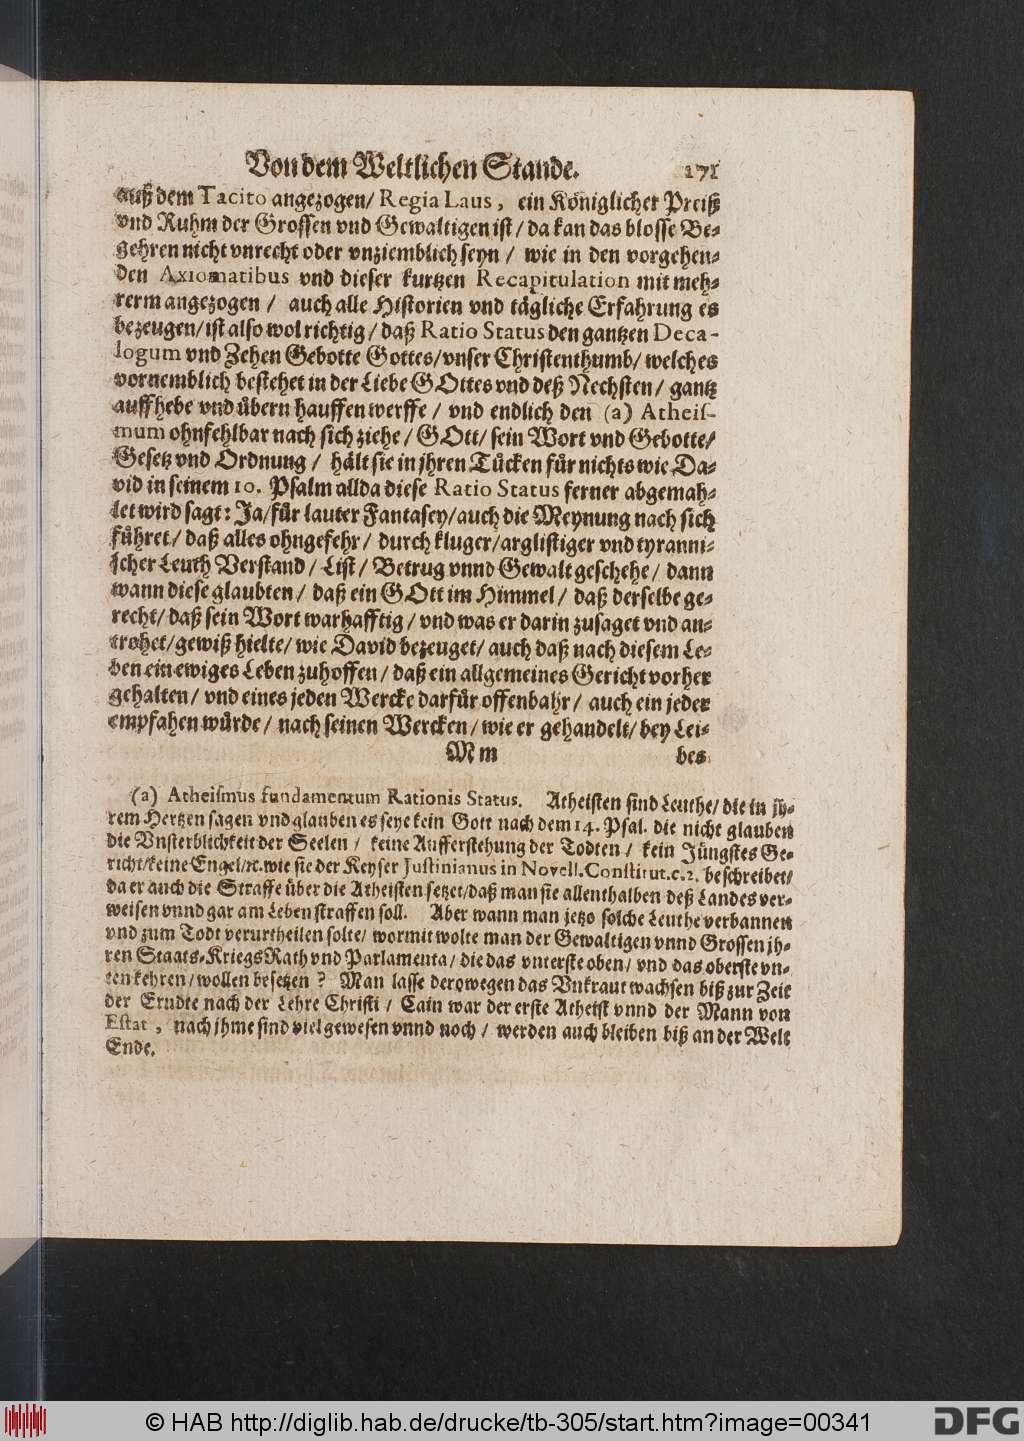 Von dem Weltlichen Stande. 171
auß dem Tacito angezogen/ Regia Laus, ein Königlicher Preiß
vnd Ruhm der Grossen vnd Gewaltigen ist/ da kan das blosse Be-
gehren nicht vnrecht oder vnziemblich seyn/ wie in den vorgehen-
den Axiomatibus vnd dieser kurtzen Recapitulation mit meh-
rerm angezogen/ auch alle Historien vnd tägliche Erfahrung es
bezeugen/ ist also wol richtig/ daß Ratio Status den gantzen Deca-
logum vnd Zehen Gebotte Gottes/ vnser Christenthumb/ welches
vornemblich bestehet in der Liebe GOttes vnd deß Nechsten/ gantz
auffhebe vnd übern hauffen werffe/ vnd endlich den (a) Atheis-
mum ohnfehlbar nach sich ziehe/ GOtt/ sein Wort vnd Gebotte/
Gesetz vnd Ordnung/ hält sie in jhren Tücken für nichts wie Da-
vid in seinem 10. Psalm allda diese Ratio Status ferner abgemah-
let wird sagt: Ja/ für lauter Fantasey/ auch die Meynung nach sich
führet/ daß alles ohngefehr/ durch kluger/ arglistiger vnd tyranni-
scher Leuth Verstand/ List/ Betrug vnnd Gewalt geschehe/ dann
wann diese glaubten/ daß ein GOtt im Himmel/ daß derselbe ge-
recht/ daß sein Wort warhafftig/ vnd was er darin zusaget vnd an-
trohet/ gewiß hielte/ wie David bezeuget/ auch daß nach diesem Le-
ben ein ewiges Leben zuhoffen/ daß ein allgemeines Gericht vorher
gehalten/ vnd eines jeden Wercke darfür offenbahr/ auch ein jeder
empfahen würde/ nach seinen Wercken/ wie er gehandelt/ bey Lei-
M m bes
(a) Atheismus fundamentum Rationis Status. Atheisten sind Leuthe/ die in jh-
rem Hertzen sagen vnd glauben es seye kein Gott nach dem 14. Psal. die nicht glauben
die Vnsterblichkeit der Seelen/ keine Aufferstehung der Todten/ kein Jüngstes Ge-
richt/ keine Engel/ ꝛc. wie sie der Keyser Justinianus in Novell. Constitut. c. 2. beschreibet/
da er auch die Straffe über die Atheisten setzet/ daß man sie allenthalben deß Landes ver-
weisen vnnd gar am Leben straffen soll. Aber wann man jetzo solche Leuthe verbannen
vnd zum Todt verurtheilen solte/ wormit wolte man der Gewaltigen vnnd Grossen jh-
ren Staats-KriegsRath vnd Parlamenta/ die das vnterste oben/ vnd das oberste vn-
ten kehren/ wollen besetzen? Man lasse derowegen das Vnkraut wachsen biß zur Zeit
der Erndte nach der Lehre Christi/ Cain war der erste Atheist vnnd der Mann von
Estat, nach jhme sind viel gewesen vnnd noch/ werden auch bleiben biß an der Welt
Ende.
© HAB http://diglib.hab.de/drucke/tb-305/start.htm?image=00341 DFG